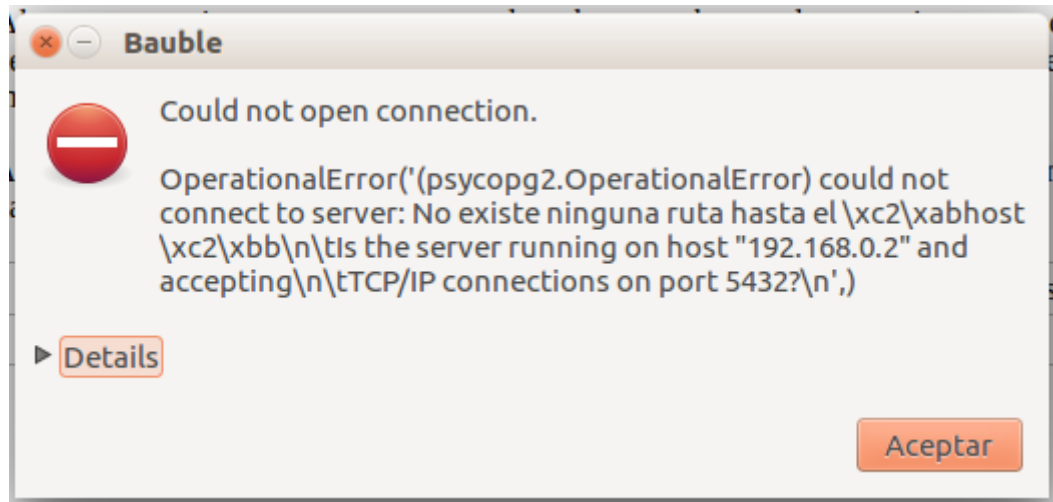 Bauble
Could not open connection.
OperationalError('(psycopg2.OperationalError) could not
connect to server: No existe ninguna ruta hasta el \xc2\xabhost
\xc2\xbb\n\tIs the server running on host "192.168.0.2" and
accepting\n\tTCP/IP connections on port 5432?\n',)
Details
Aceptar